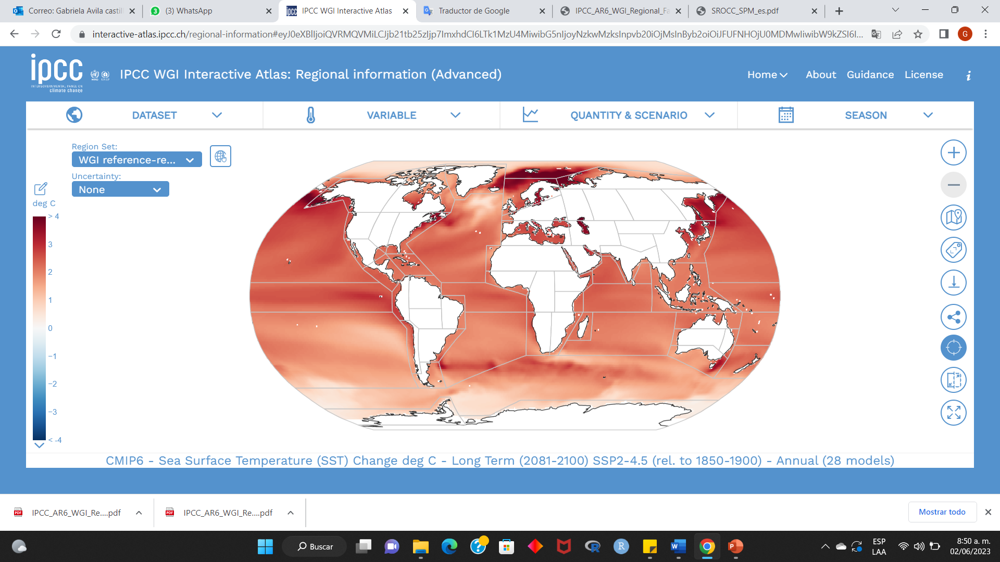 Correo: Gabriela Avila castil
(3) WhatsApp
IPCC WGI Interactive Atlas
Traductor de Google
IPCC_AR6_WGI_Regional_Fa
SROCC_SPM_es.pdf
interactive-atlas.ipcc.ch/regional-information#eyJ0eXBlIjoiQVRMQVMiLCJjb21tb25zIjp7ImxhdCI6LTk1MzU4MiwibG5nIjoyNzkwMzksInpvb20iOjMsInByb2oiOiJFUFNHOjU0MDMwIiwibW9kZSI6I...
G
ipcc
INTERGOVERNMENTAL PANEL ON
climate change
WMO
UNEP
IPCC WGI Interactive Atlas: Regional information (Advanced)
Home
About
Guidance
License
i
DATASET
VARIABLE
QUANTITY & SCENARIO
SEASON
Region Set:
WGI reference-re...
Uncertainty:
None
deg C
> 4
3
2
1
0
−1
−2
−3
< -4
CMIP6 - Sea Surface Temperature (SST) Change deg C - Long Term (2081-2100) SSP2-4.5 (rel. to 1850-1900) - Annual (28 models)
PDF
IPCC_AR6_WGI_Re....pdf
PDF
IPCC_AR6_WGI_Re....pdf
Mostrar todo
Buscar
ESP
LAA
8:50 a. m.
02/06/2023